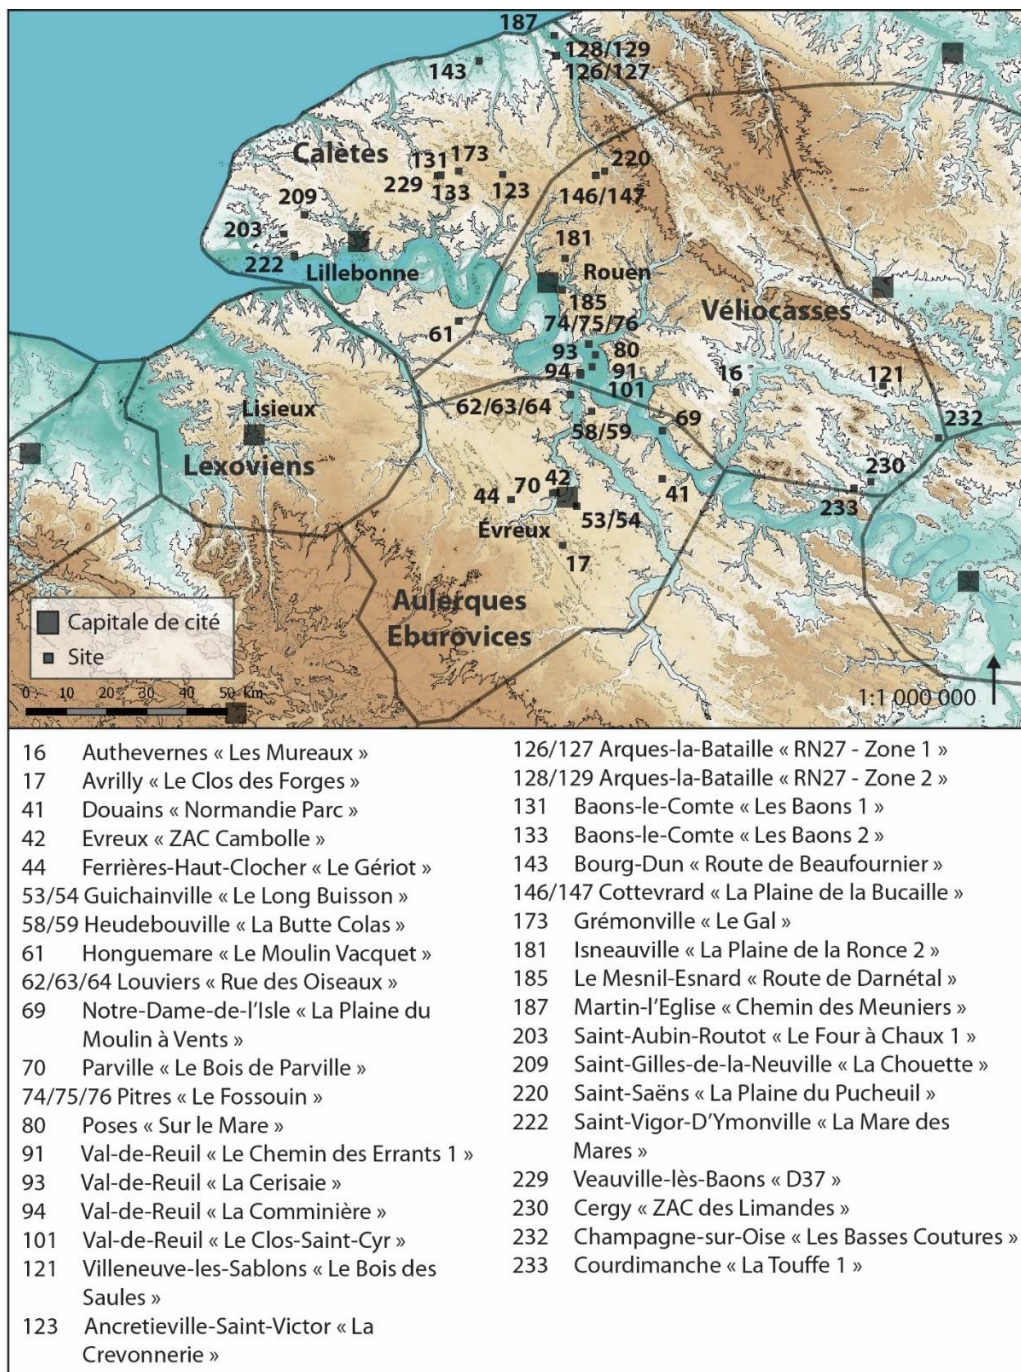 187
128/129
143
126/127
Calètes
131
173
220
229
133
123
146/147
209
203
181
222
Lillebonne
Rouen
185
Véliocasses
74/75/76
61
93
80
94
91
16
121
101
62/63/64
69
232
Lisieux
58/59
Lexoviens
230
42
70
44
41
233
53/54
Évreux
17
Aulerques
Eburovices
Capitale de cité
Site
0 10 20 30 40 50 km
1:1 000 000
16 Authevernes « Les Mureaux »
17 Avrilly « Le Clos des Forges »
41 Douains « Normandie Parc »
42 Evreux « ZAC Cambolle »
44 Ferrières-Haut-Clocher « Le Gériot »
53/54 Guichainville « Le Long Buisson »
58/59 Heudebouville « La Butte Colas »
61 Honguemare « Le Moulin Vacquet »
62/63/64 Louviers « Rue des Oiseaux »
69 Notre-Dame-de-l'Isle « La Plaine du
Moulin à Vents »
70 Parville « Le Bois de Parville »
74/75/76 Pitres « Le Fossouin »
80 Poses « Sur le Mare »
91 Val-de-Reuil « Le Chemin des Errants 1 »
93 Val-de-Reuil « La Cerisaie »
94 Val-de-Reuil « La Comminière »
101 Val-de-Reuil « Le Clos-Saint-Cyr »
121 Villeneuve-les-Sablons « Le Bois des
Saules »
123 Ancretieville-Saint-Victor « La
Crevonnerie »
126/127 Arques-la-Bataille « RN27 - Zone 1 »
128/129 Arques-la-Bataille « RN27 - Zone 2 »
131 Baons-le-Comte « Les Baons 1 »
133 Baons-le-Comte « Les Baons 2 »
143 Bourg-Dun « Route de Beaufournier »
146/147 Cottevrard « La Plaine de la Bucaille »
173 Grémonville « Le Gal »
181 Isneauville « La Plaine de la Ronce 2 »
185 Le Mesnil-Esnard « Route de Darnétal »
187 Martin-l'Eglise « Chemin des Meuniers »
203 Saint-Aubin-Routot « Le Four à Chaux 1 »
209 Saint-Gilles-de-la-Neuville « La Chouette »
220 Saint-Saëns « La Plaine du Pucheuil »
222 Saint-Vigor-D'Ymonville « La Mare des
Mares »
229 Veauville-lès-Baons « D37 »
230 Cergy « ZAC des Limandes »
232 Champagne-sur-Oise « Les Basses Coutures »
233 Courdimanche « La Touffe 1 »